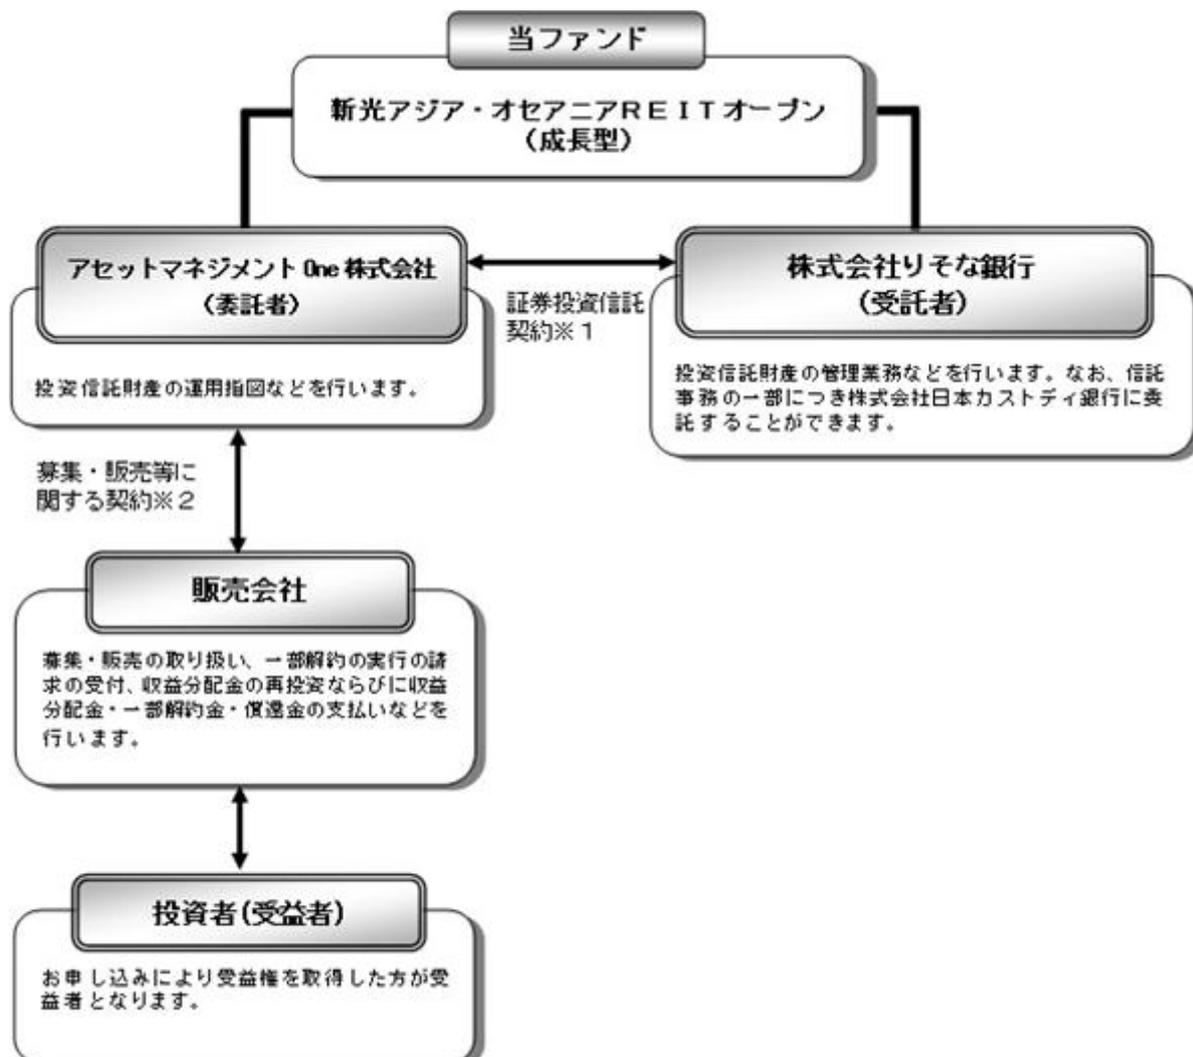 当ファンド
新光アジア・オセアニアＲＥＩＴオープン
（成長型）
アセットマネジメント One 株式会社
（委託者）
投資信託財産の運用指図などを行います。
証券投資信託
契約※１
株式会社りそな銀行
（受託者）
投資信託財産の管理業務などを行います。なお、信託
事務の一部につき株式会社日本カストディ銀行に委
託することができます。
募集・販売等に
関する契約※２
販売会社
募集・販売の取り扱い、一部解約の実行の請
求の受付、収益分配金の再投資ならびに収益
分配金・一部解約金・償還金の支払いなどを
行います。
投資者(受益者)
お申し込みにより受益権を取得した方が受
益者となります。